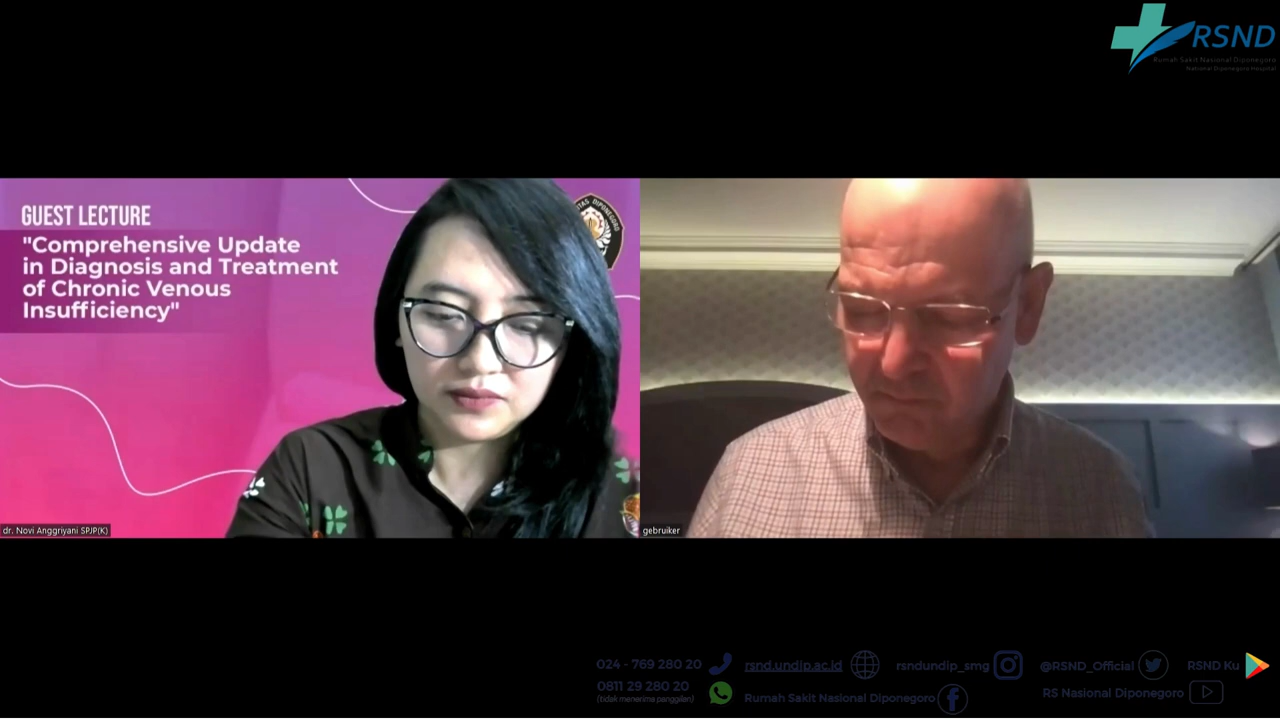 RSND
Rumah Sakit Nasional Diponegoro
National Diponegoro Hospital
GUEST LECTURE
"Comprehensive Update
in Diagnosis and Treatment
of Chronic Venous
Insufficiency"
TAS DIPONEGORO
dr. Novi Anggriyani SPJP(K)
gebruiker
024 - 769 280 20
rsnd.undip.ac.id
rsndundip_smg
@RSND_Official
RSND Ku
0811 29 280 20
(tidak menerima panggilan)
Rumah Sakit Nasional Diponegoro
RS Nasional Diponegoro